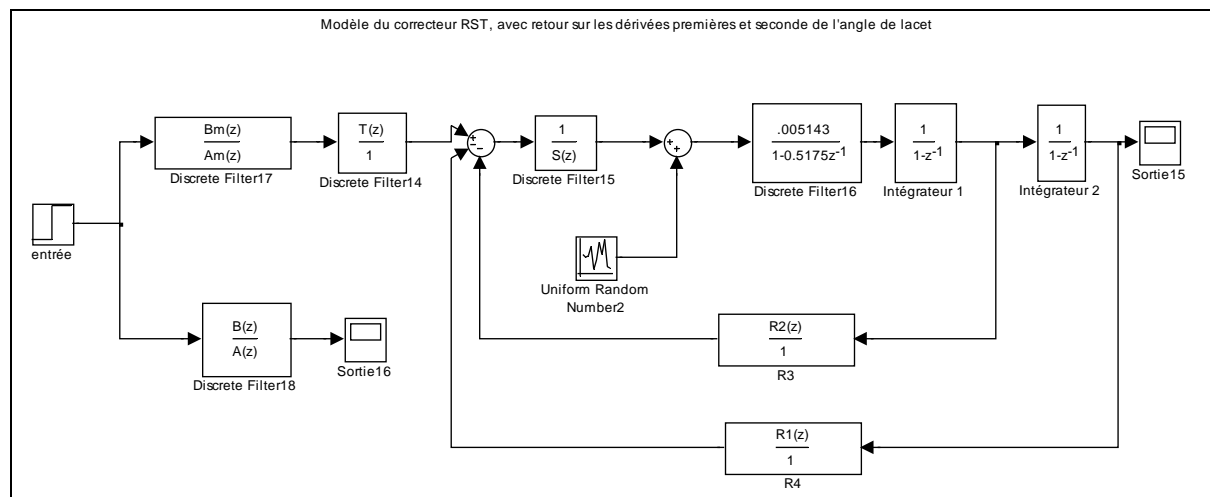 Modèle du correcteur RST, avec retour sur les dérivées premières et seconde de l'angle de lacet
Bm(z)
Am(z)
Discrete Filter17
T(z)
1
Discrete Filter14
+
−
−
1
S(z)
Discrete Filter15
+
+
.005143
1-0.5175z⁻¹
Discrete Filter16
1
1-z⁻¹
Intégrateur 1
1
1-z⁻¹
Intégrateur 2
Sortie15
entrée
Uniform Random
Number2
B(z)
A(z)
Discrete Filter18
Sortie16
R2(z)
1
R3
R1(z)
1
R4